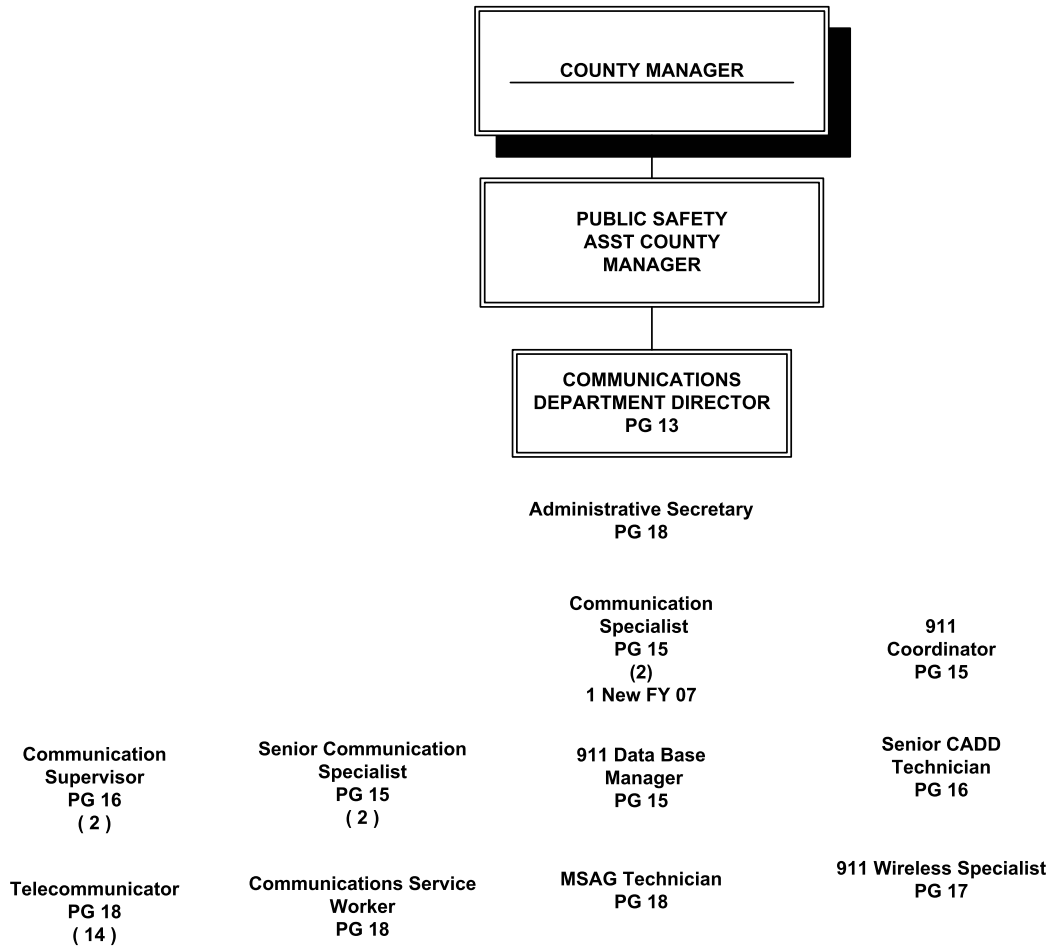 COUNTY MANAGER
PUBLIC SAFETY
ASST COUNTY
MANAGER
COMMUNICATIONS
DEPARTMENT DIRECTOR
PG 13
Administrative Secretary
PG 18
Communication
Specialist
PG 15
(2)
1 New FY 07
911
Coordinator
PG 15
Communication
Supervisor
PG 16
( 2 )
Senior Communication
Specialist
PG 15
( 2 )
911 Data Base
Manager
PG 15
Senior CADD
Technician
PG 16
Telecommunicator
PG 18
( 14 )
Communications Service
Worker
PG 18
MSAG Technician
PG 18
911 Wireless Specialist
PG 17